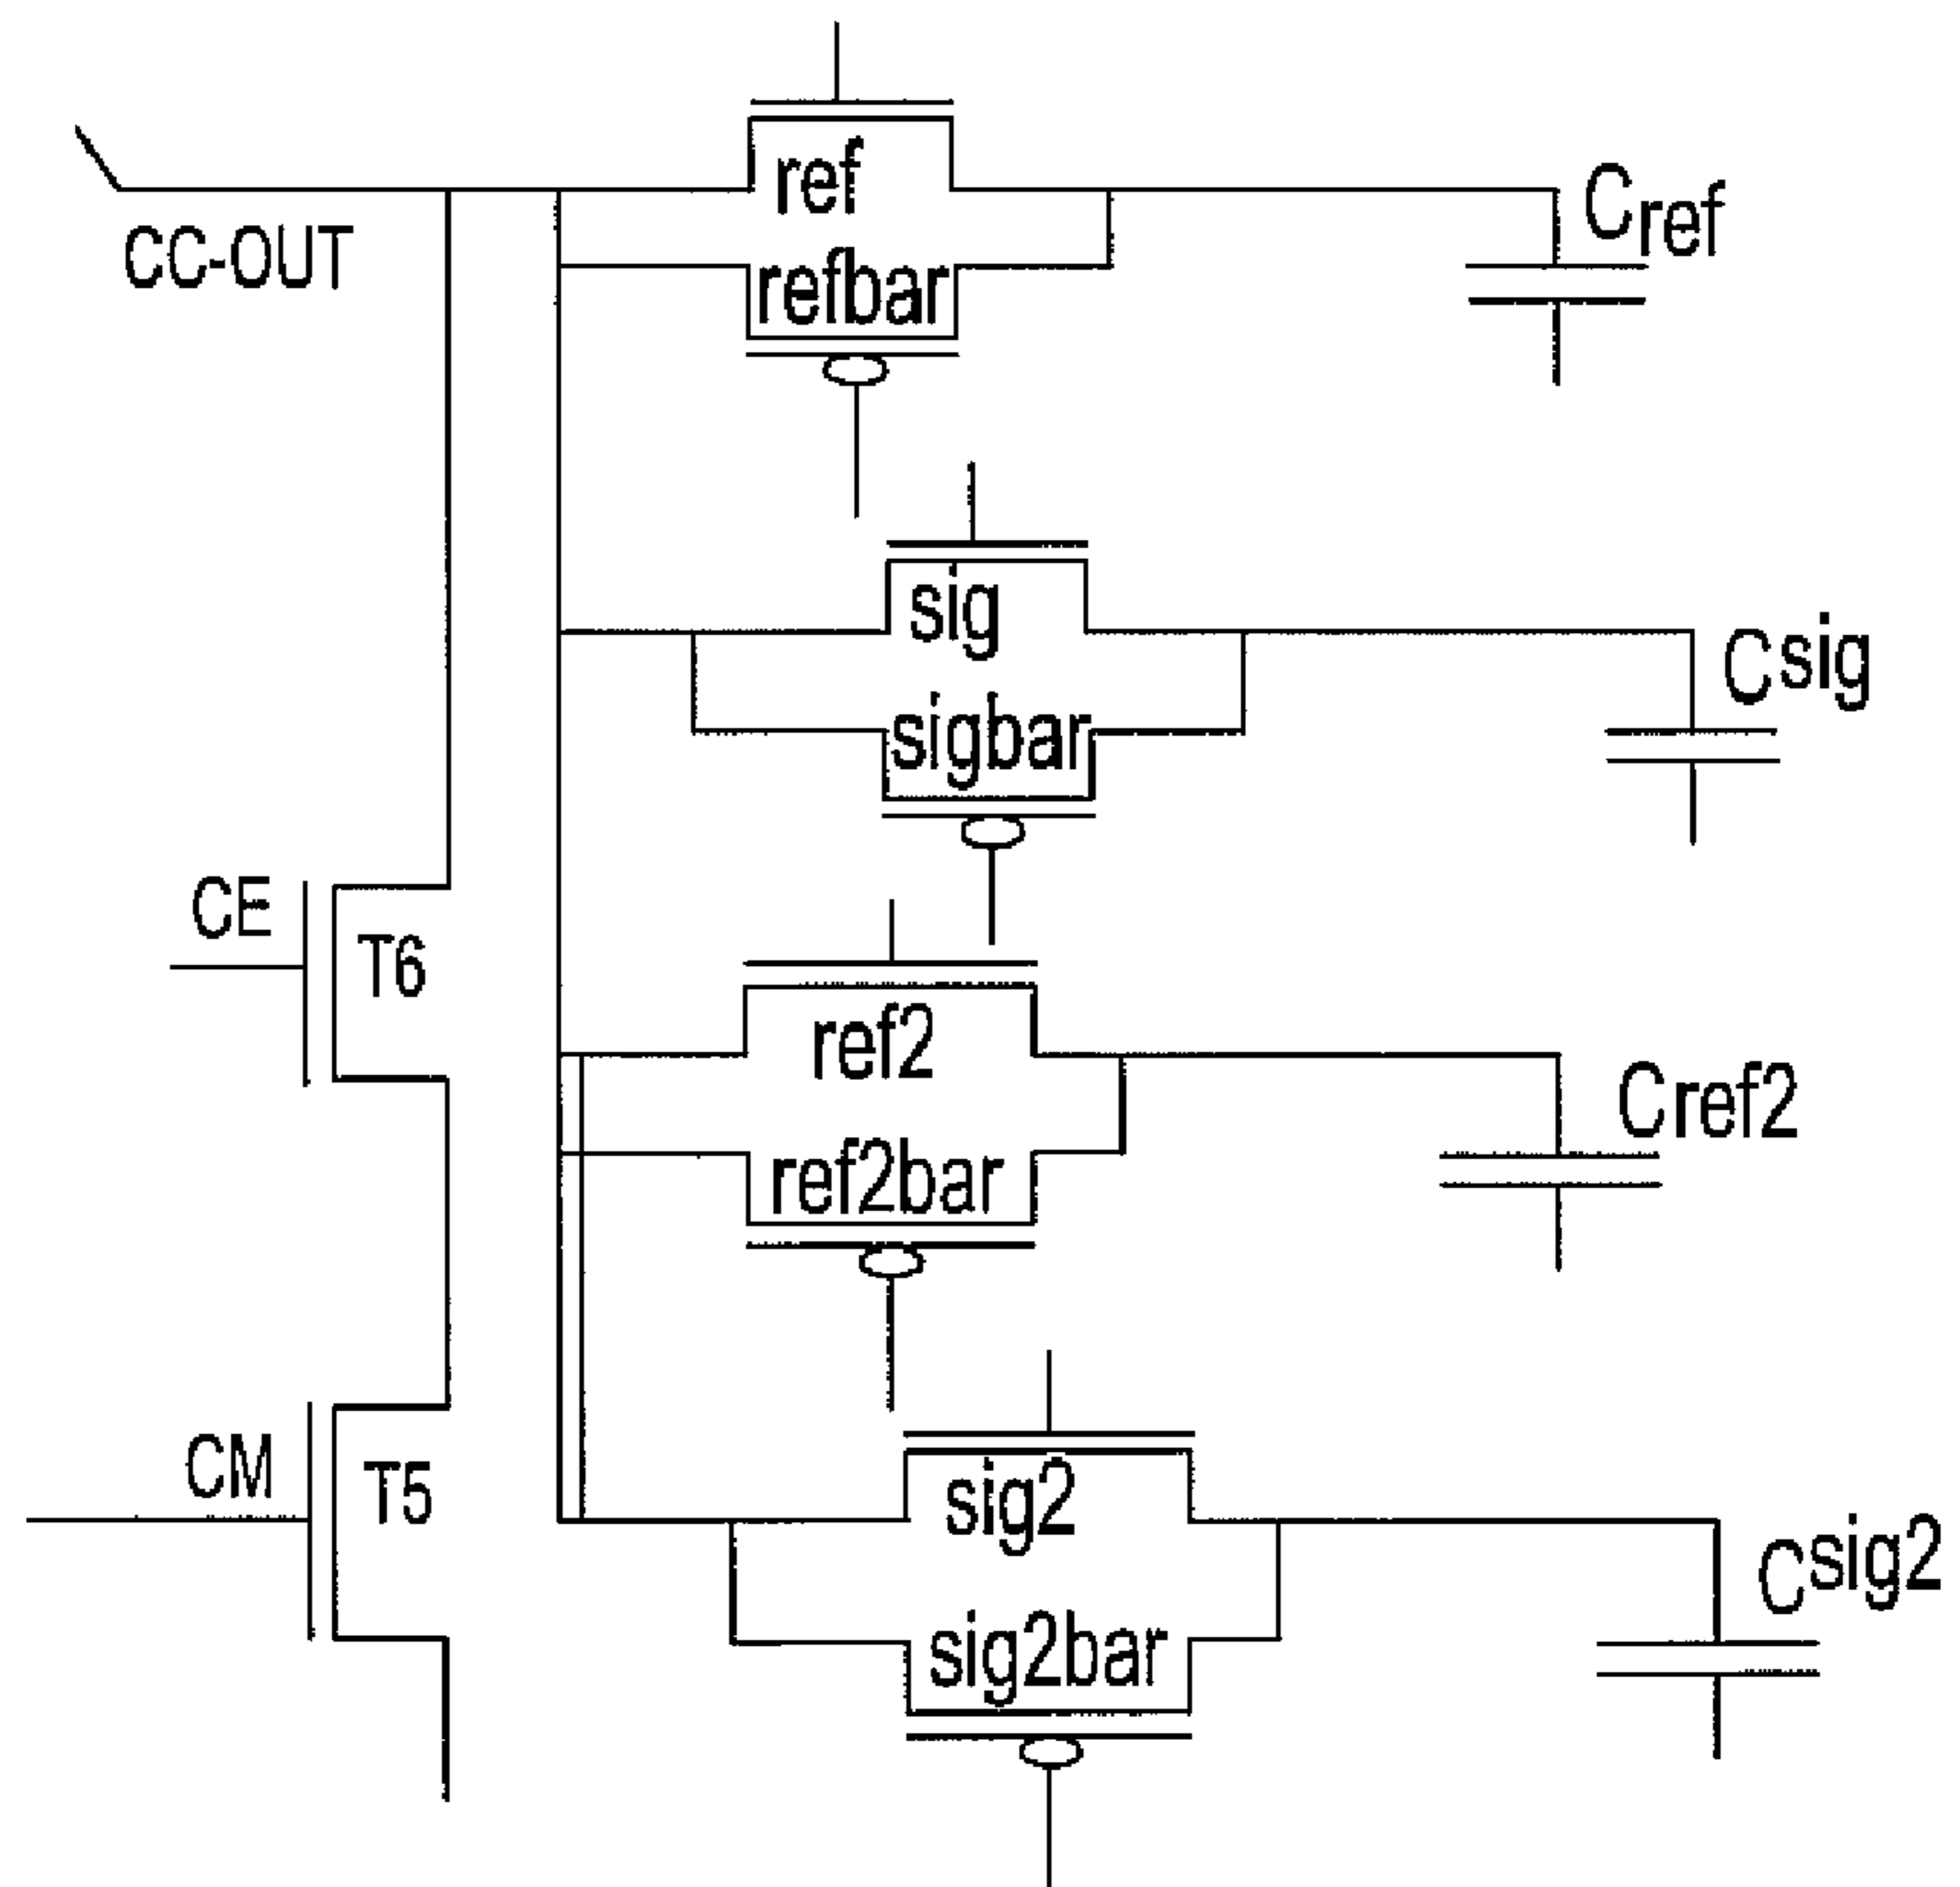 ref
Cref
CC-OUT
refbar
sig
Csig
sigbar
CE
T6
ref2
Cref2
ref2bar
CM
T5
sig2
Csig2
sig2bar